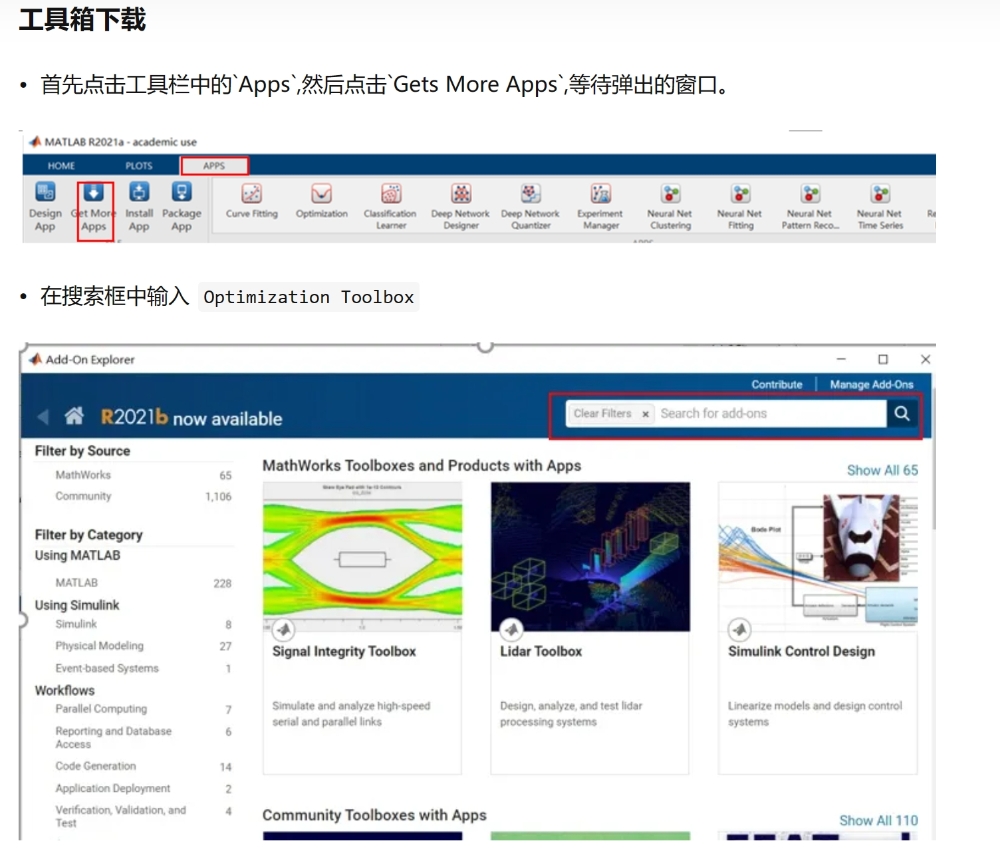 工具箱下载
• 首先点击工具栏中的`Apps`,然后点击`Gets More Apps`,等待弹出的窗口。
MATLAB R2021a - academic use
HOME PLOTS APPS
Design App
Get More Apps
Install App
Package App
Curve Fitting
Optimization
Classification Learner
Deep Network Designer
Deep Network Quantizer
Experiment Manager
Neural Net Clustering
Neural Net Fitting
Neural Net Pattern Reco...
Neural Net Time Series
• 在搜索框中输入 Optimization Toolbox
Add-On Explorer
Contribute | Manage Add-Ons
R2021b now available
Clear Filters × Search for add-ons
Filter by Source
MathWorks 65
Community 1,106
Filter by Category
Using MATLAB
MATLAB 228
Using Simulink
Simulink 8
Physical Modeling 27
Event-based Systems 1
Workflows
Parallel Computing 7
Reporting and Database Access 6
Code Generation 14
Application Deployment 2
Verification, Validation, and Test 4
MathWorks Toolboxes and Products with Apps
Show All 65
Bode Plot
Signal Integrity Toolbox
Simulate and analyze high-speed
serial and parallel links
Lidar Toolbox
Design, analyze, and test lidar
processing systems
Simulink Control Design
Linearize models and design control
systems
Community Toolboxes with Apps
Show All 110